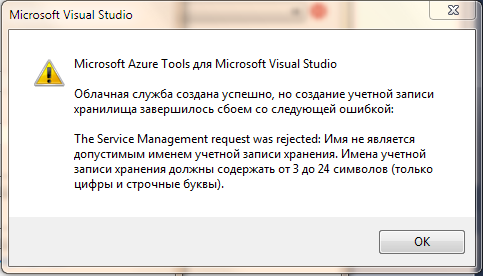 Microsoft Visual Studio
Microsoft Azure Tools для Microsoft Visual Studio
Облачная служба создана успешно, но создание учетной записи
хранилища завершилось сбоем со следующей ошибкой:
The Service Management request was rejected: Имя не является
допустимым именем учетной записи хранения. Имена учетной
записи хранения должны содержать от 3 до 24 символов (только
цифры и строчные буквы).
OK